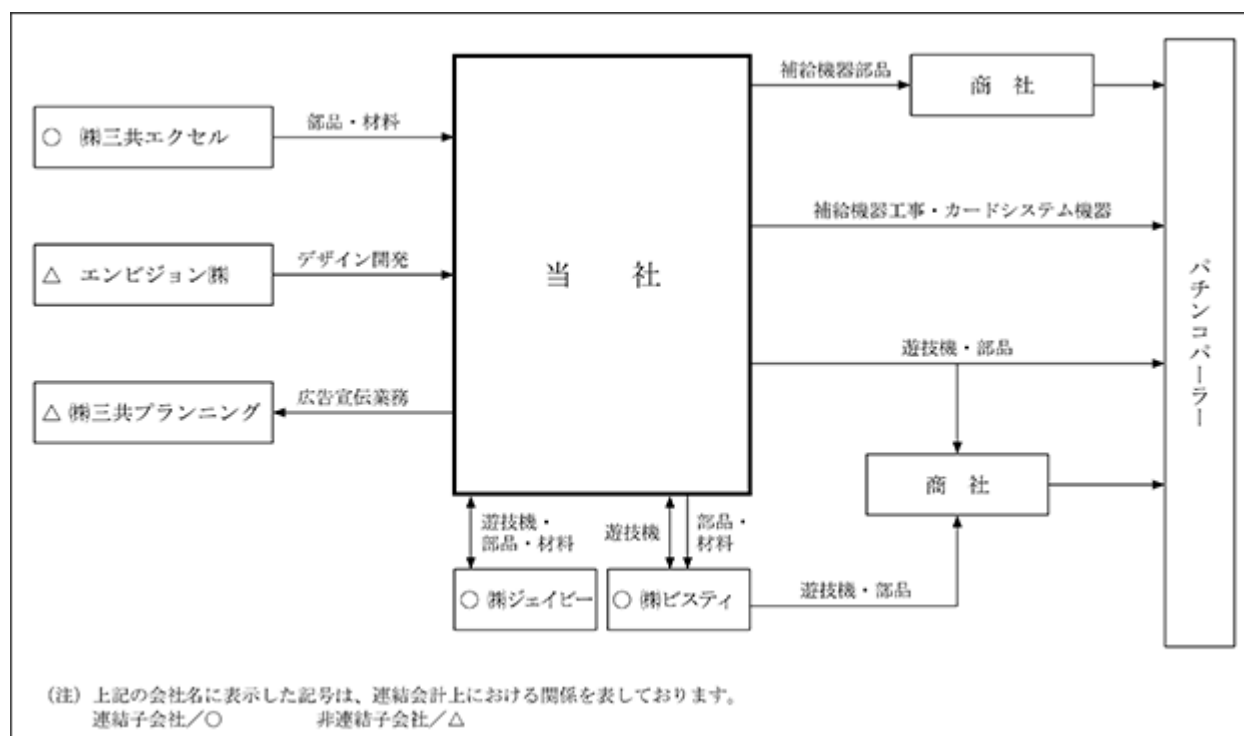 補給機器部品
商 社
○ ㈱三共エクセル
部品・材料
補給機器工事・カードシステム機器
△ エンビジョン㈱
デザイン開発
当 社
パチンコパーラー
遊技機・部品
△ ㈱三共プランニング
広告宣伝業務
商 社
遊技機・
部品・材料
遊技機
部品・
材料
○ ㈱ジェイビー
○ ㈱ビスティ
遊技機・部品
(注) 上記の会社名に表示した記号は、連結会計上における関係を表しております。
連結子会社/○ 非連結子会社/△